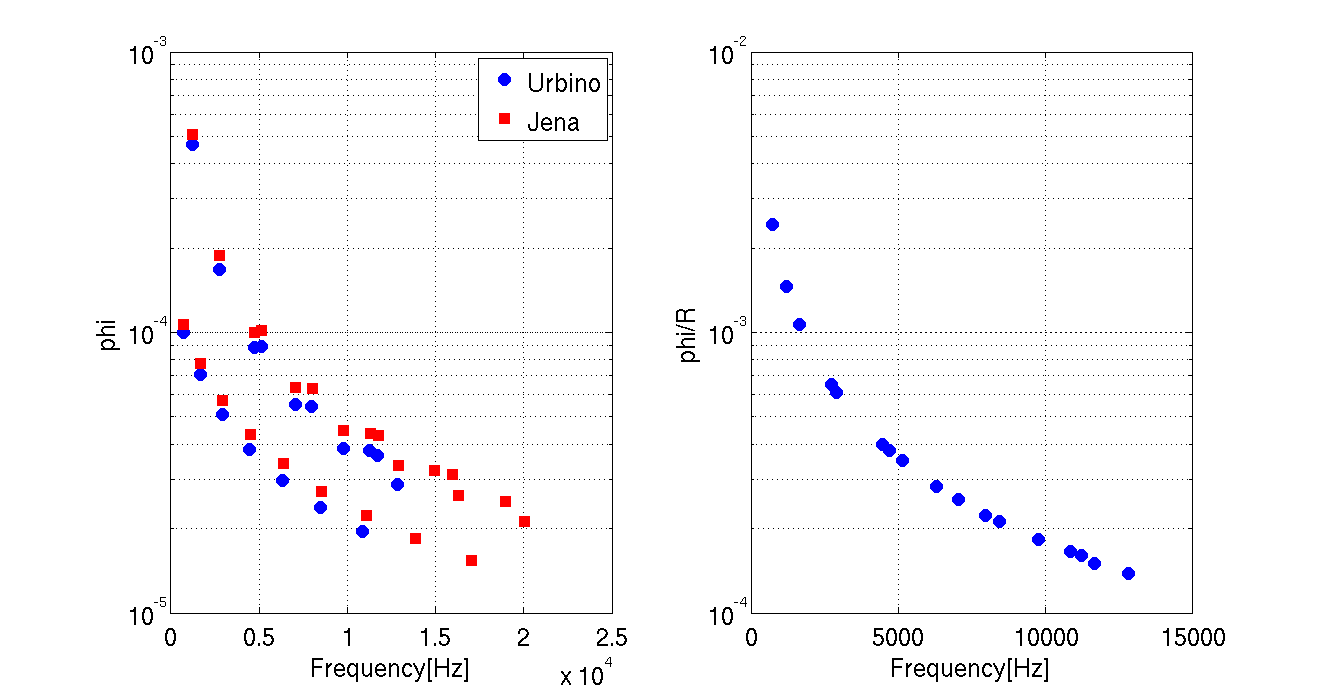 10^-3
10^-4
10^-5
phi
Urbino
Jena
0 0.5 1 1.5 2 2.5
Frequency[Hz]
x 10^4
10^-2
10^-3
10^-4
phi/R
0 5000 10000 15000
Frequency[Hz]